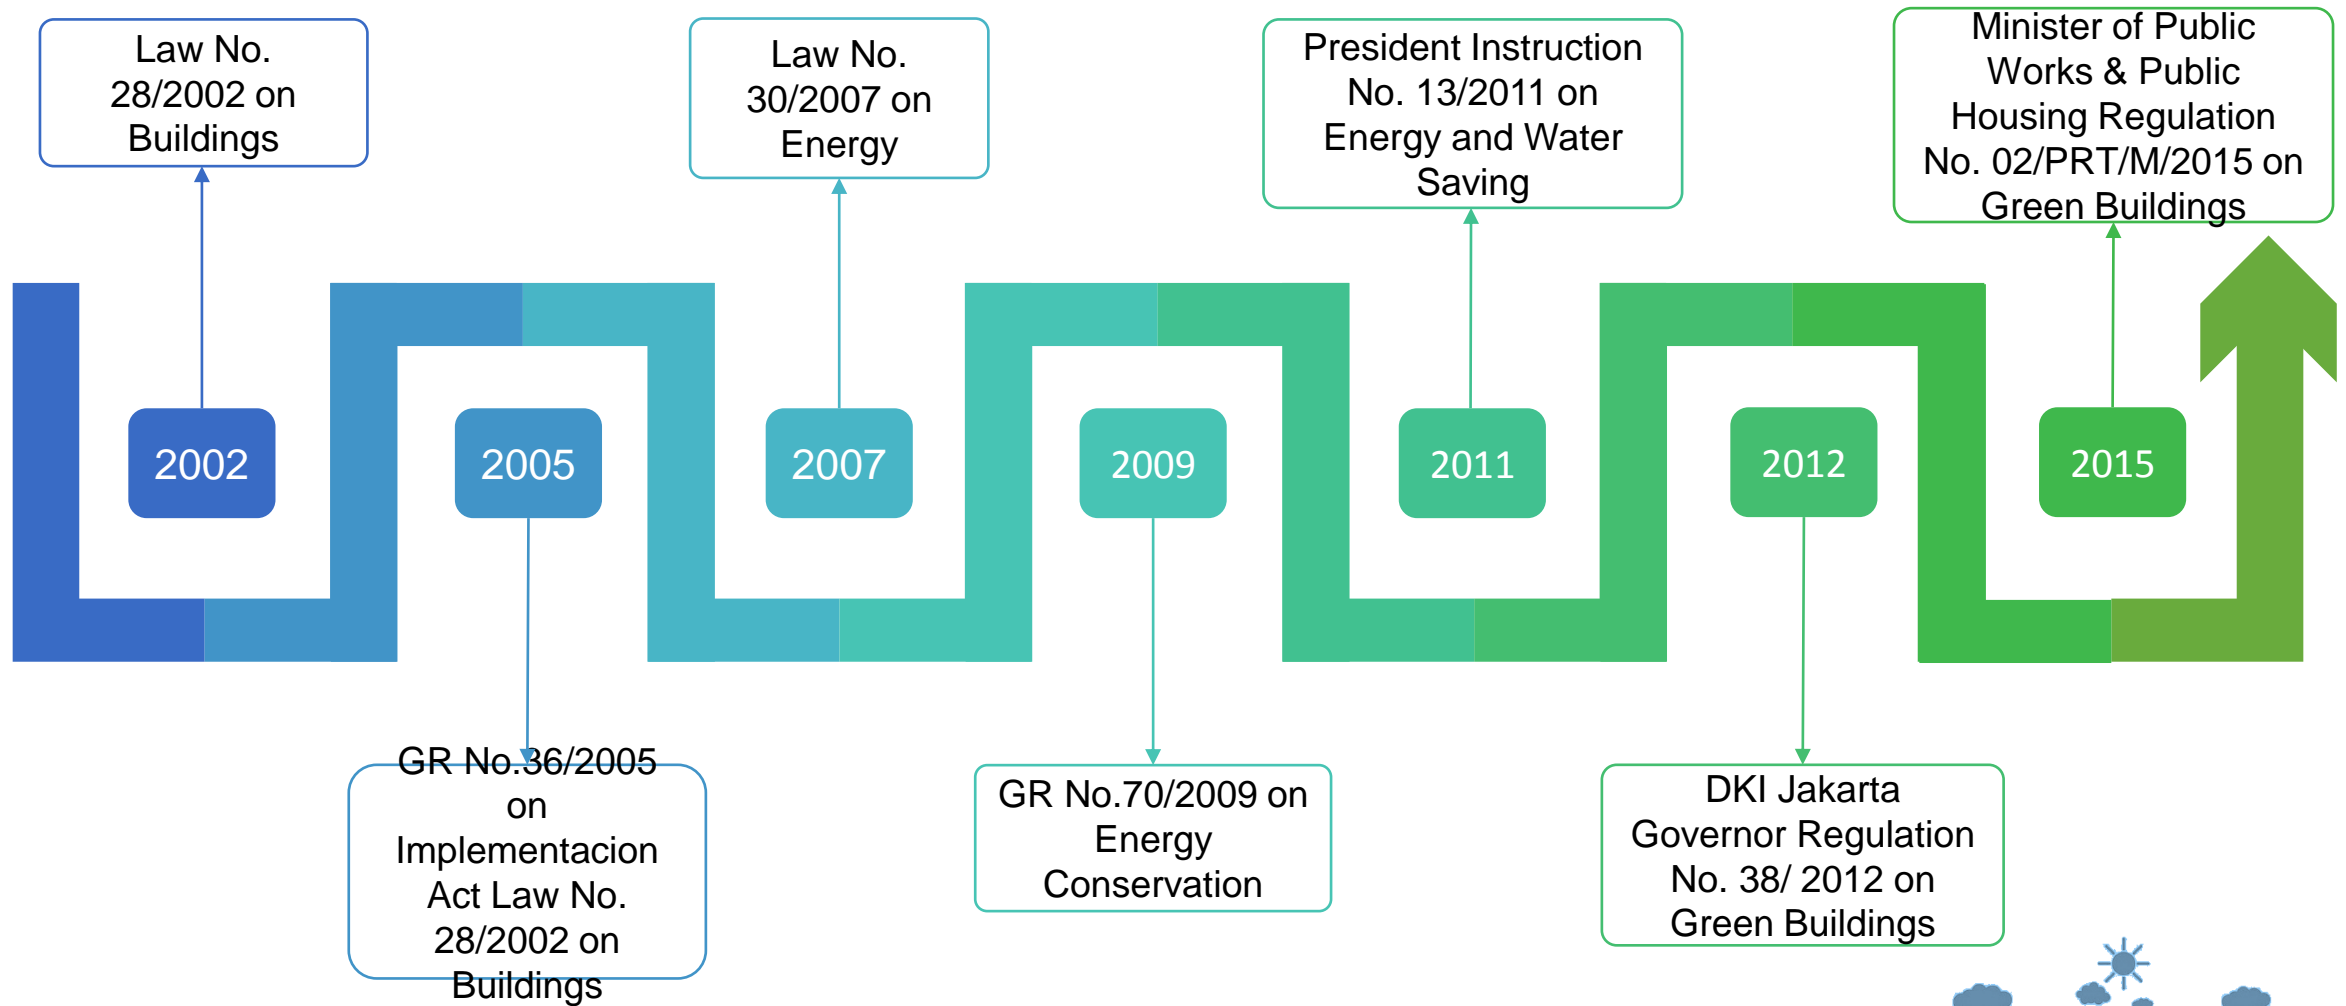 Law No.
28/2002 on
Buildings
Law No.
30/2007 on
Energy
President Instruction
No. 13/2011 on
Energy and Water
Saving
Minister of Public
Works & Public
Housing Regulation
No. 02/PRT/M/2015 on
Green Buildings
2002
2005
2007
2009
2011
2012
2015
GR No.36/2005
on
Implementacion
Act Law No.
28/2002 on
Buildings
GR No.70/2009 on
Energy
Conservation
DKI Jakarta
Governor Regulation
No. 38/ 2012 on
Green Buildings